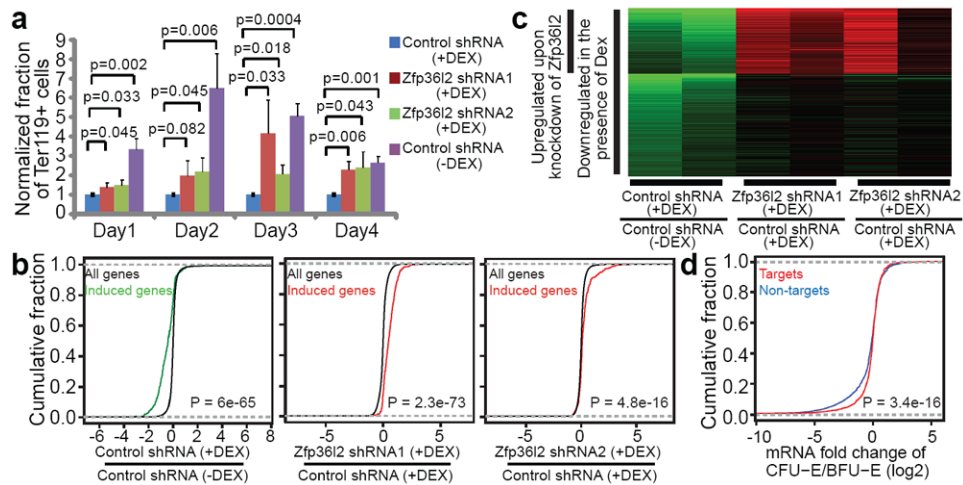 a
Normalized fraction
of Ter119+ cells
9
8
7
6
5
4
3
2
1
0
p=0.002
p=0.033
p=0.045
p=0.006
p=0.045
p=0.082
p=0.0004
p=0.018
p=0.033
p=0.001
p=0.043
p=0.006
Day1
Day2
Day3
Day4
Control shRNA
(+DEX)
Zfp36l2 shRNA1
(+DEX)
Zfp36l2 shRNA2
(+DEX)
Control shRNA
(-DEX)
c
Upregulated upon
knockdown of Zfp36l2
Downregulated in the
presence of Dex
Control shRNA
(+DEX)
Control shRNA
(-DEX)
Zfp36l2 shRNA1
(+DEX)
Control shRNA
(+DEX)
Zfp36l2 shRNA2
(+DEX)
Control shRNA
(+DEX)
b
Cumulative fraction
1.0
0.8
0.6
0.4
0.2
0.0
All genes
Induced genes
P = 6e-65
-6 -4 -2 0 2 4 6 8
Control shRNA (+DEX)
Control shRNA (-DEX)
All genes
Induced genes
P = 2.3e-73
-5 0 5
Zfp36l2 shRNA1 (+DEX)
Control shRNA (+DEX)
All genes
Induced genes
P = 4.8e-16
-5 0 5
Zfp36l2 shRNA2 (+DEX)
Control shRNA (+DEX)
d
Cumulative fraction
1.0
0.8
0.6
0.4
0.2
0.0
Targets
Non-targets
P = 3.4e-16
-10 -5 0 5
mRNA fold change of
CFU−E/BFU−E (log2)